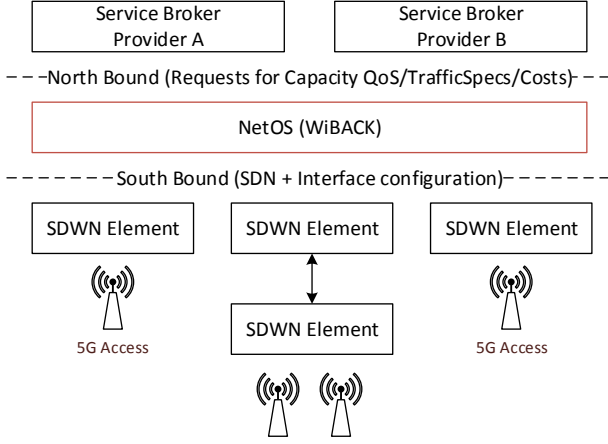 Service Broker
Provider A
Service Broker
Provider B
North Bound (Requests for Capacity QoS/TrafficSpecs/Costs)
NetOS (WiBACK)
South Bound (SDN + Interface configuration)
SDWN Element
SDWN Element
SDWN Element
5G Access
SDWN Element
5G Access